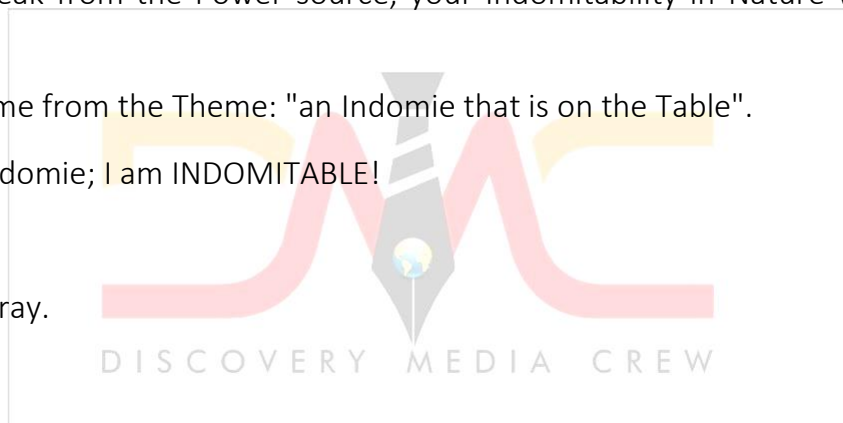 from the Power source, your Indomitability in Nature
me from the Theme: "an Indomie that is on the Table".
domie; I am INDOMITABLE!
ray.
DISCOVERY MEDIA CREW